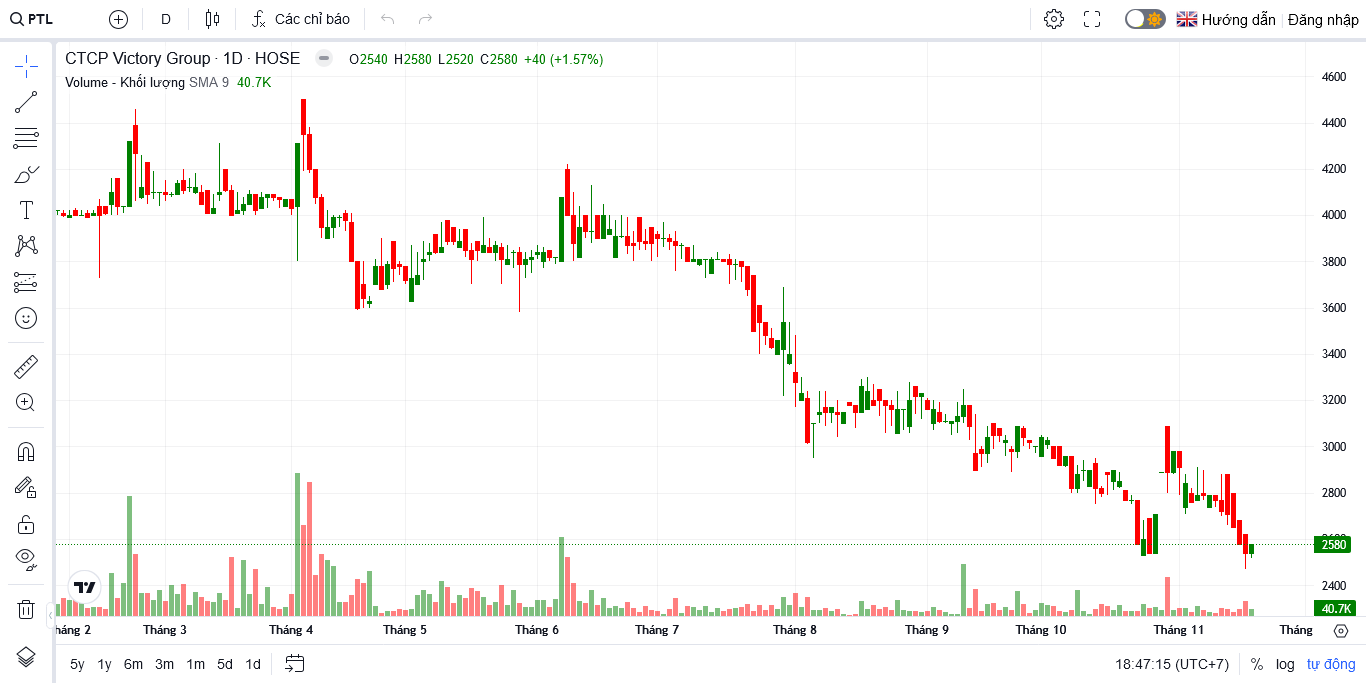 PTL D Các chỉ báo Hướng dẫn Đăng nhập
CTCP Victory Group · 1D · HOSE O2540 H2580 L2520 C2580 +40 (+1.57%)
Volume - Khối lượng SMA 9 40.7K
4600
4400
4200
4000
3800
3600
3400
3200
3000
2800
2580
2400
40.7K
háng 2 Tháng 3 Tháng 4 Tháng 5 Tháng 6 Tháng 7 Tháng 8 Tháng 9 Tháng 10 Tháng 11 Tháng
5y 1y 6m 3m 1m 5d 1d 18:47:15 (UTC+7) % log tự động